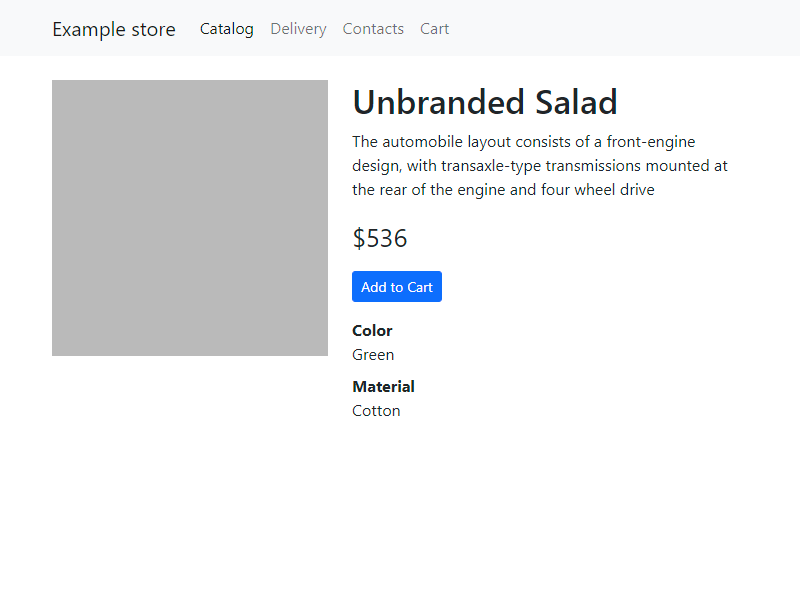 Example store Catalog Delivery Contacts Cart
Unbranded Salad
The automobile layout consists of a front-engine
design, with transaxle-type transmissions mounted at
the rear of the engine and four wheel drive
$536
Add to Cart
Color
Green
Material
Cotton